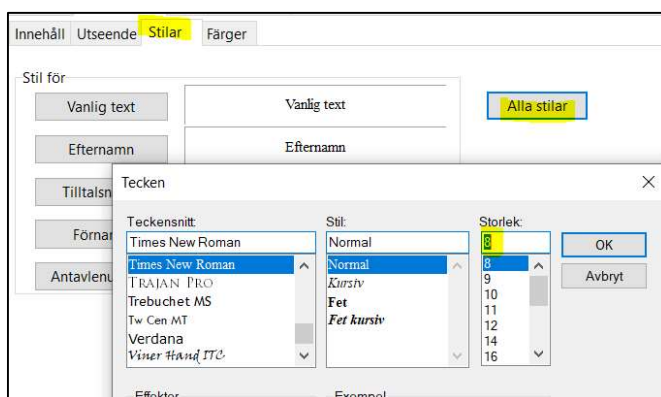 Innehåll Utseende Stilar Färger
Stil för
Vanlig text Vanlig text Alla stilar
Efternamn Efternamn
Tilltalsn Tecken
Teckensnitt: Stil: Storlek:
Förnar Times New Roman Normal 8 OK
Antavlenu Times New Roman Normal 8 Avbryt
TRAJAN PRO Kursiv 9
Trebuchet MS Fet 10
Tw Cen MT Fet kursiv 11
Verdana 12
Viner Hand ITC 14
16
Effekter Exempel